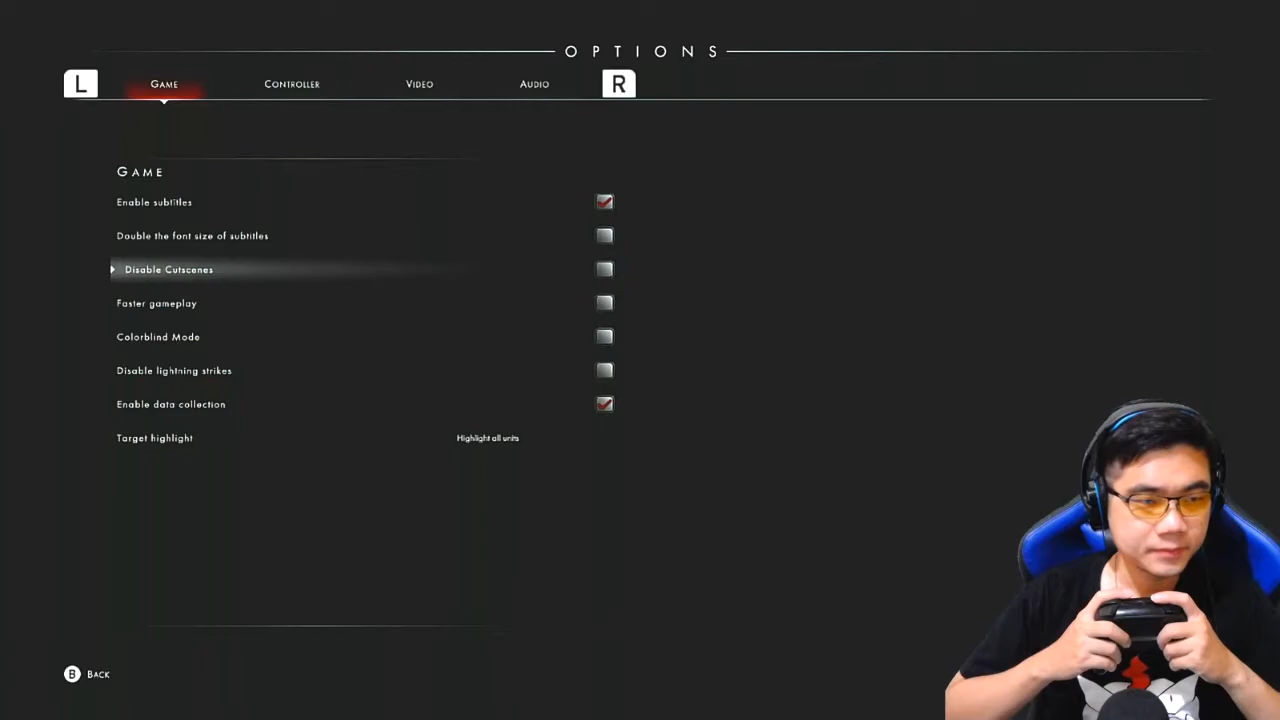 OPTIONS
L GAME CONTROLLER VIDEO AUDIO R
GAME
Enable subtitles
Double the font size of subtitles
Disable Cutscenes
Faster gameplay
Colorblind Mode
Disable lightning strikes
Enable data collection
Target highlight Highlight all units
B BACK